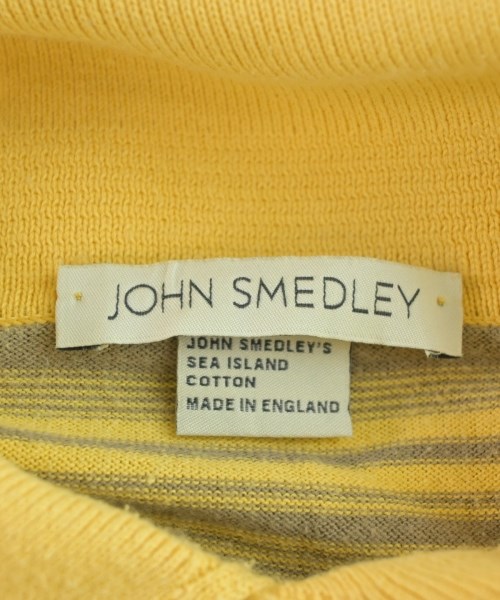 JOHN SMEDLEY
JOHN SMEDLEY'S
SEA ISLAND
COTTON
MADE IN ENGLAND